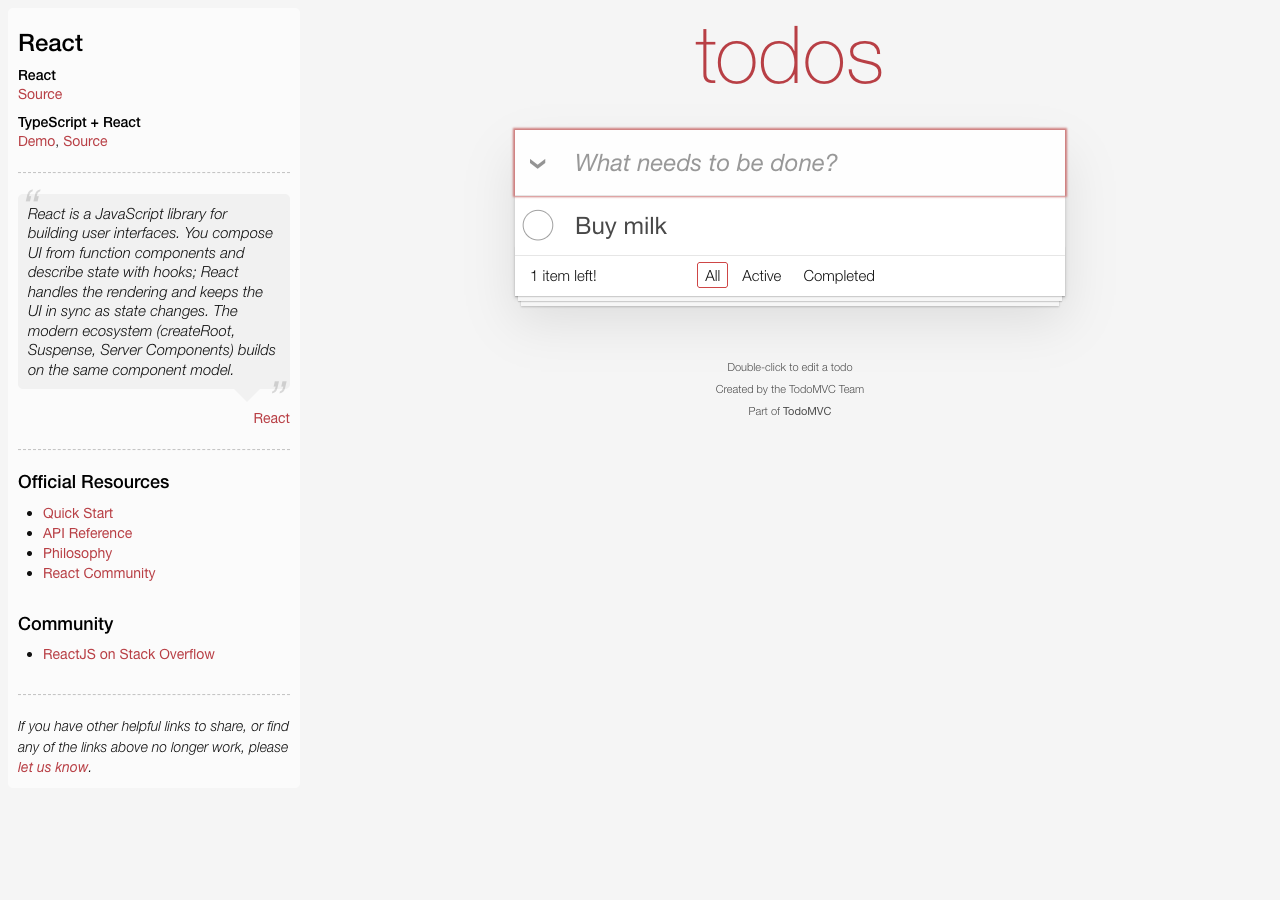 React
React
Source
TypeScript + React
Demo, Source
“
React is a JavaScript library for
building user interfaces. You compose
UI from function components and
describe state with hooks; React
handles the rendering and keeps the
UI in sync as state changes. The
modern ecosystem (createRoot,
Suspense, Server Components) builds
on the same component model.
”
React
Official Resources
Quick Start
API Reference
Philosophy
React Community
Community
ReactJS on Stack Overflow
If you have other helpful links to share, or find
any of the links above no longer work, please
let us know.
todos
What needs to be done?
Buy milk
1 item left! All Active Completed
Double-click to edit a todo
Created by the TodoMVC Team
Part of TodoMVC